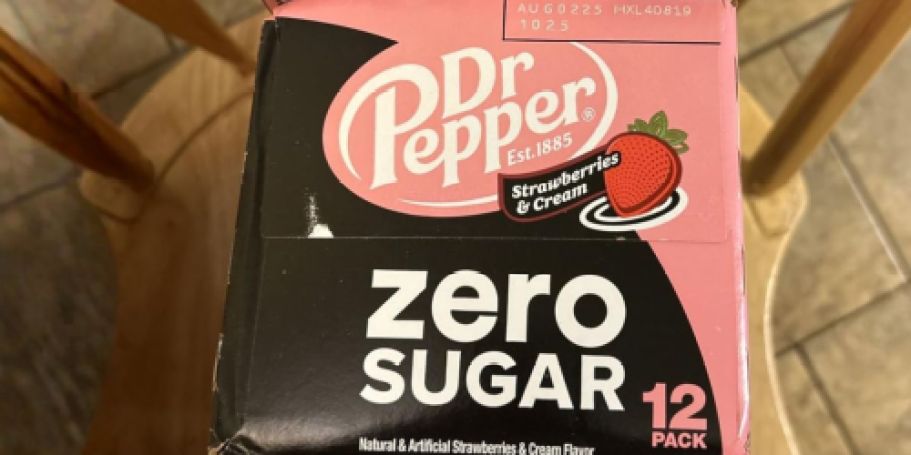 AUG0225 HXL40819
1025
Dr
Pepper®
Est.1885
Strawberries
& Cream
zero
SUGAR
12
PACK
Natural & Artificial Strawberries & Cream Flavor